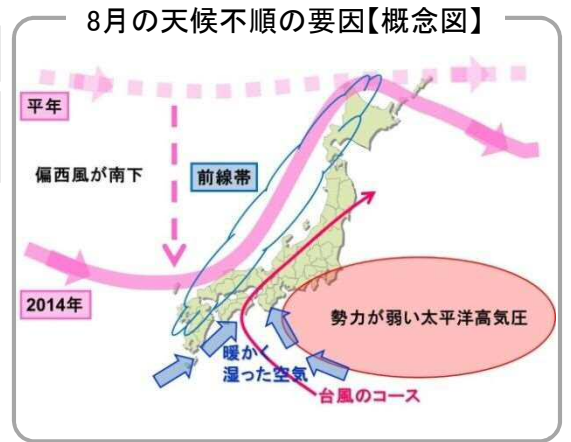 8月の天候不順の要因【概念図】
平年
偏西風が南下
前線帯
2014年
勢力が弱い太平洋高気圧
暖かく
湿った空気
台風のコース